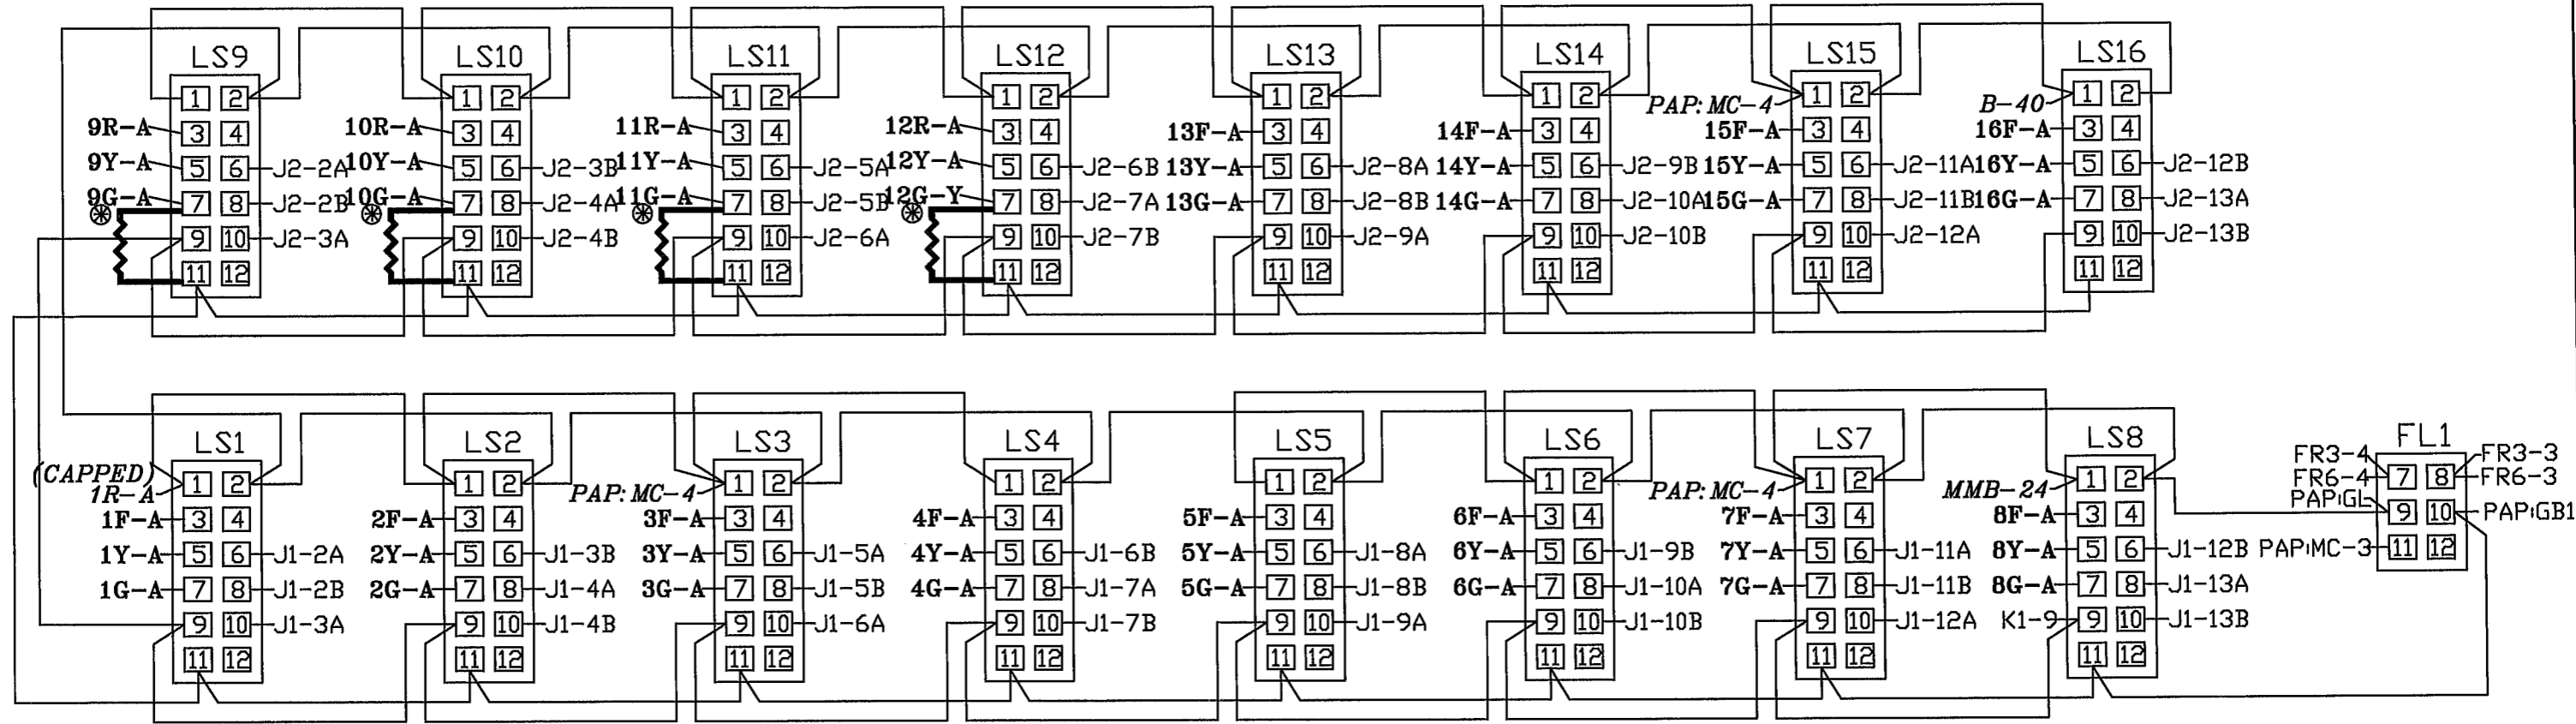 LS9 LS10 LS11 LS12 LS13 LS14 LS15 LS16
1 2 1 2 1 2 1 2 1 2 1 2 PAP:MC-4 1 2 B-40 1 2
9R-A 3 4 10R-A 3 4 11R-A 3 4 12R-A 3 4 13F-A 3 4 14F-A 3 4 15F-A 3 4 16F-A 3 4
9Y-A 5 6 J2-2A 10Y-A 5 6 J2-3B 11Y-A 5 6 J2-5A 12Y-A 5 6 J2-6B 13Y-A 5 6 J2-8A 14Y-A 5 6 J2-9B 15Y-A 5 6 J2-11A 16Y-A 5 6 J2-12B
9G-A 7 8 J2-2B 10G-A 7 8 J2-4A 11G-A 7 8 J2-5B 12G-Y 7 8 J2-7A 13G-A 7 8 J2-8B 14G-A 7 8 J2-10A 15G-A 7 8 J2-11B 16G-A 7 8 J2-13A
9 10 J2-3A 9 10 J2-4B 9 10 J2-6A 9 10 J2-7B 9 10 J2-9A 9 10 J2-10B 9 10 J2-12A 9 10 J2-13B
11 12 11 12 11 12 11 12 11 12 11 12 11 12 11 12
LS1 LS2 LS3 LS4 LS5 LS6 LS7 LS8 FL1
(CAPPED) 1R-A 1 2 1 2 PAP:MC-4 1 2 1 2 1 2 1 2 PAP:MC-4 1 2 MMB-24 1 2 FR3-4 FR6-4 7 8 FR3-3 FR6-3
1F-A 3 4 2F-A 3 4 3F-A 3 4 4F-A 3 4 5F-A 3 4 6F-A 3 4 7F-A 3 4 8F-A 3 4 PAP:GL 9 10 PAP:GB1
1Y-A 5 6 J1-2A 2Y-A 5 6 J1-3B 3Y-A 5 6 J1-5A 4Y-A 5 6 J1-6B 5Y-A 5 6 J1-8A 6Y-A 5 6 J1-9B 7Y-A 5 6 J1-11A 8Y-A 5 6 J1-12B PAP:MC-3 11 12
1G-A 7 8 J1-2B 2G-A 7 8 J1-4A 3G-A 7 8 J1-5B 4G-A 7 8 J1-7A 5G-A 7 8 J1-8B 6G-A 7 8 J1-10A 7G-A 7 8 J1-11B 8G-A 7 8 J1-13A
9 10 J1-3A 9 10 J1-4B 9 10 J1-6A 9 10 J1-7B 9 10 J1-9A 9 10 J1-10B 9 10 J1-12A K1-9 9 10 J1-13B
11 12 11 12 11 12 11 12 11 12 11 12 11 12 11 12